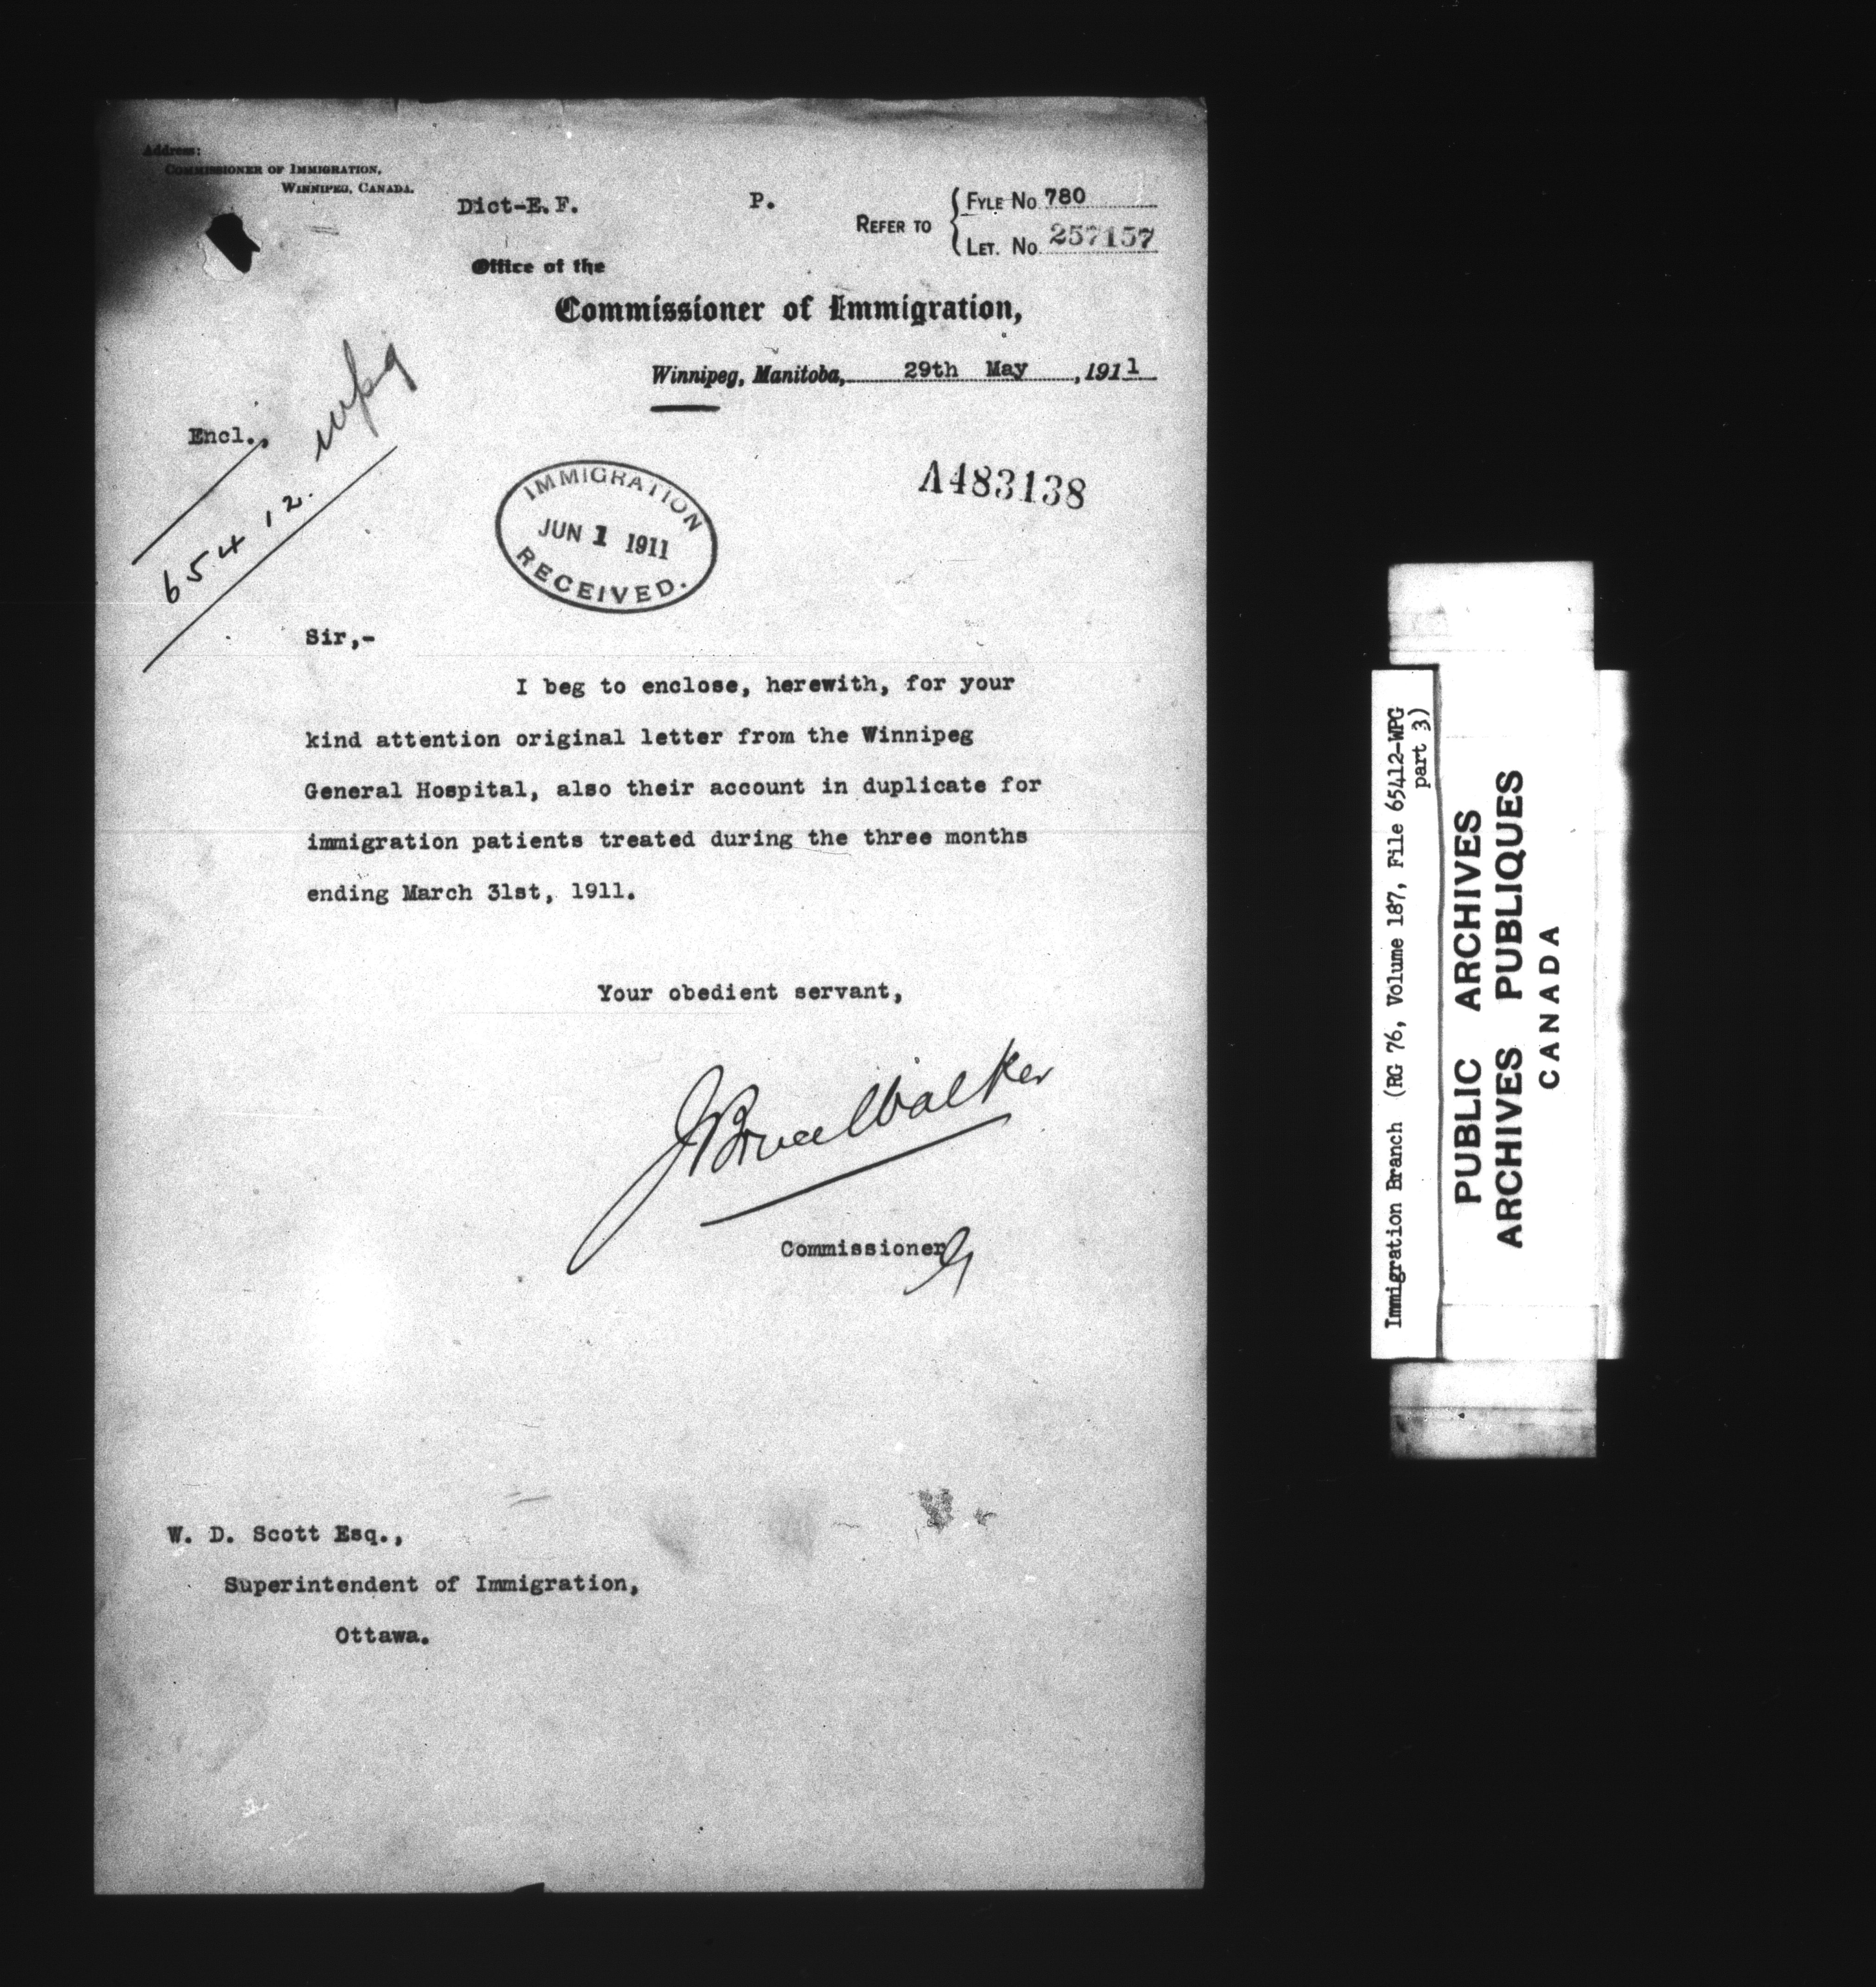 Address:
Commissioner of Immigration,
Winnipeg, Canada.
Dict-E.F. P.
Refer to
Fyle No 780
Let. No. 257157
Office of the
Commissioner of Immigration,
Winnipeg, Manitoba, 29th May, 1911
Encl.,
65412. Wpg
A483138
IMMIGRATION
JUN 1 1911
RECEIVED.
Sir,-
I beg to enclose, herewith, for your
kind attention original letter from the Winnipeg
General Hospital, also their account in duplicate for
immigration patients treated during the three months
ending March 31st, 1911.
Your obedient servant,
J Bruce Walker
Commissioner
W. D. Scott Esq.,
Superintendent of Immigration,
Ottawa.
Immigration Branch (RG 76, Volume 187, File 65412-WPG
part 3)
PUBLIC ARCHIVES
ARCHIVES PUBLIQUES
CANADA